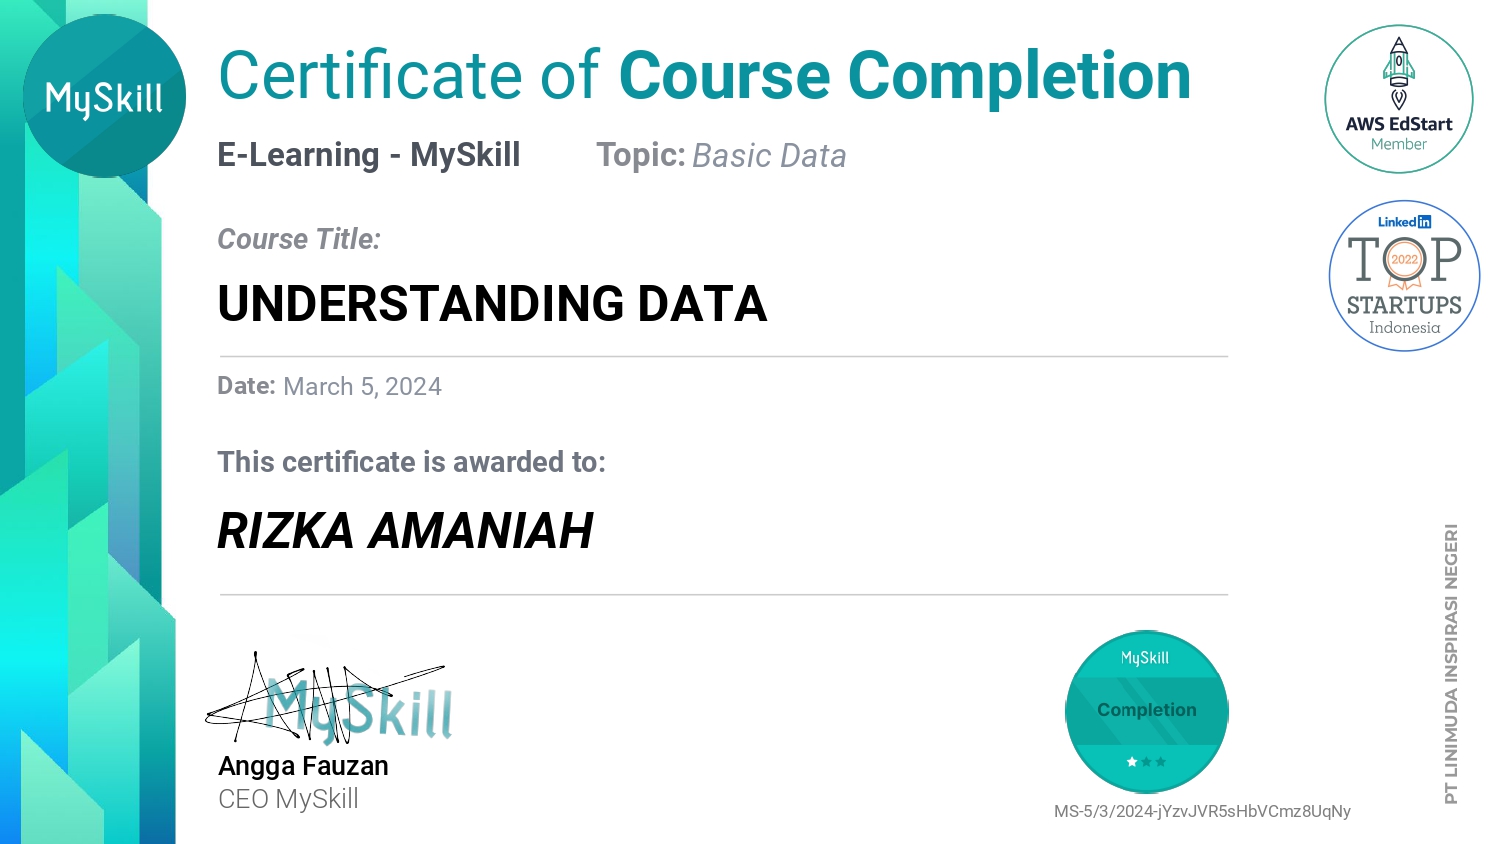 MySkill
Certificate of Course Completion
E-Learning - MySkill Topic: Basic Data
Course Title:
UNDERSTANDING DATA
Date: March 5, 2024
This certificate is awarded to:
RIZKA AMANIAH
MySkill
Angga Fauzan
CEO MySkill
AWS EdStart
Member
Linked in
TOP
2022
STARTUPS
Indonesia
PT LINIMUDA INSPIRASI NEGERI
MySkill
Completion
MS-5/3/2024-jYzvJVR5sHbVCmz8UqNy